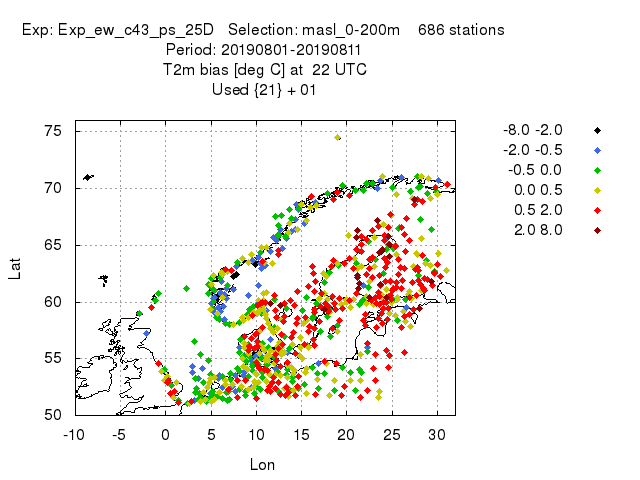 Exp: Exp_ew_c43_ps_25D   Selection: masl_0-200m    686 stations
Period: 20190801-20190811
T2m bias [deg C] at  22 UTC
Used {21} + 01
-8.0 -2.0
-2.0 -0.5
-0.5 0.0
0.0 0.5
0.5 2.0
2.0 8.0
75
70
65
60
55
50
Lat
-10 -5 0 5 10 15 20 25 30
Lon